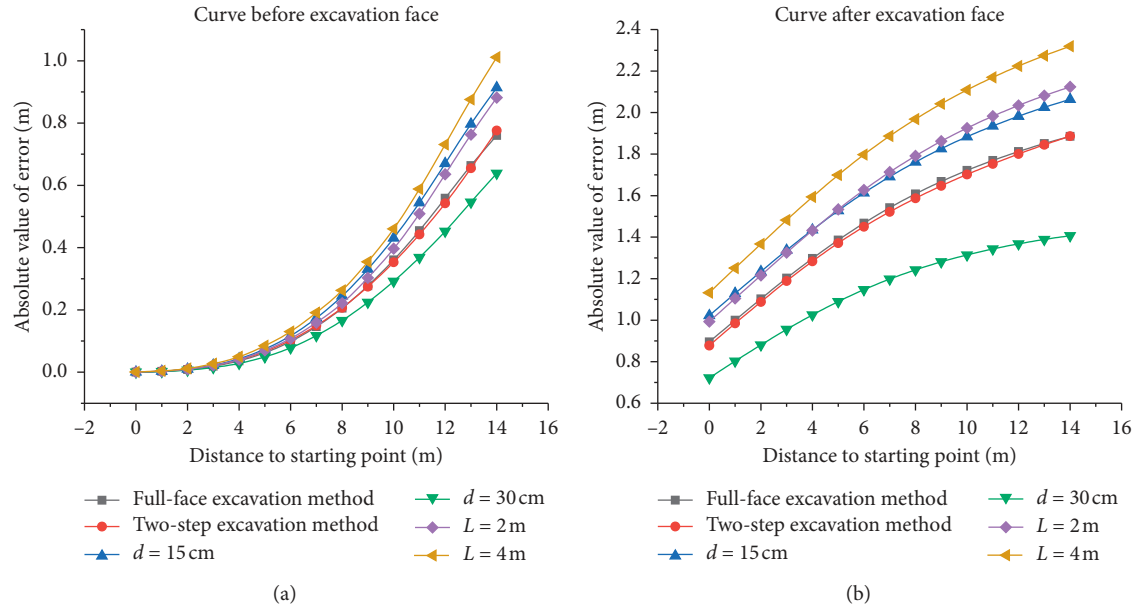 Curve before excavation face
Absolute value of error (m)
1.0
0.8
0.6
0.4
0.2
0.0
−2 0 2 4 6 8 10 12 14 16
Distance to starting point (m)
Full-face excavation method
Two-step excavation method
d = 15 cm
d = 30 cm
L = 2 m
L = 4 m
(a)
Curve after excavation face
Absolute value of error (m)
2.4
2.2
2.0
1.8
1.6
1.4
1.2
1.0
0.8
0.6
−2 0 2 4 6 8 10 12 14 16
Distance to starting point (m)
Full-face excavation method
Two-step excavation method
d = 15 cm
d = 30 cm
L = 2 m
L = 4 m
(b)